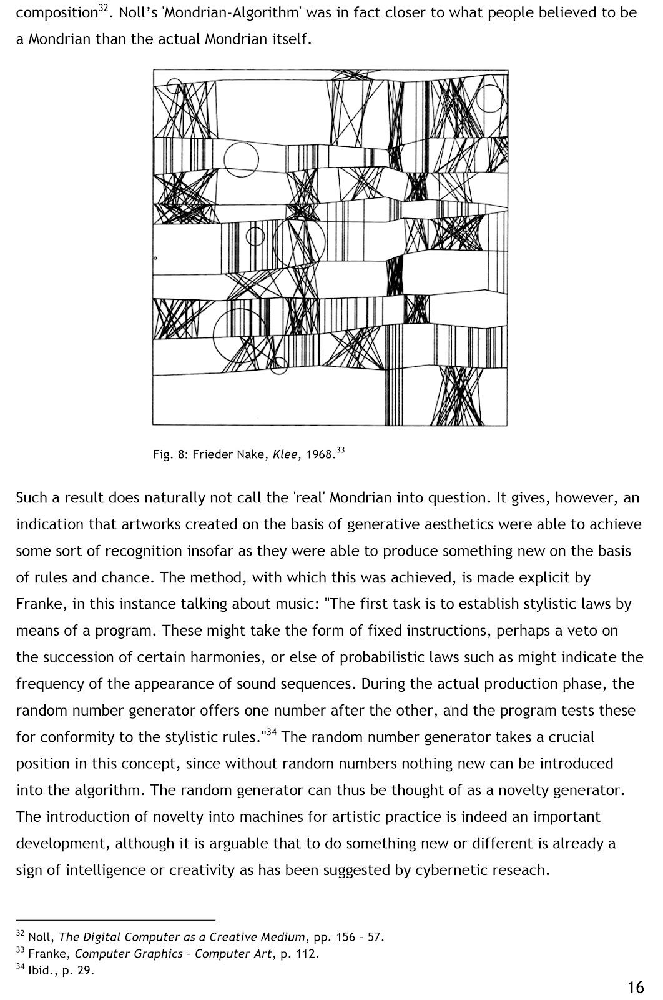 composition32. Noll’s 'Mondrian-Algorithm' was in fact closer to what people believed to be
a Mondrian than the actual Mondrian itself.
Fig. 8: Frieder Nake, Klee, 1968.33
Such a result does naturally not call the 'real' Mondrian into question. It gives, however, an
indication that artworks created on the basis of generative aesthetics were able to achieve
some sort of recognition insofar as they were able to produce something new on the basis
of rules and chance. The method, with which this was achieved, is made explicit by
Franke, in this instance talking about music: "The first task is to establish stylistic laws by
means of a program. These might take the form of fixed instructions, perhaps a veto on
the succession of certain harmonies, or else of probabilistic laws such as might indicate the
frequency of the appearance of sound sequences. During the actual production phase, the
random number generator offers one number after the other, and the program tests these
for conformity to the stylistic rules."34 The random number generator takes a crucial
position in this concept, since without random numbers nothing new can be introduced
into the algorithm. The random generator can thus be thought of as a novelty generator.
The introduction of novelty into machines for artistic practice is indeed an important
development, although it is arguable that to do something new or different is already a
sign of intelligence or creativity as has been suggested by cybernetic reseach.
32 Noll, The Digital Computer as a Creative Medium, pp. 156 - 57.
33 Franke, Computer Graphics - Computer Art, p. 112.
34 Ibid., p. 29.
16